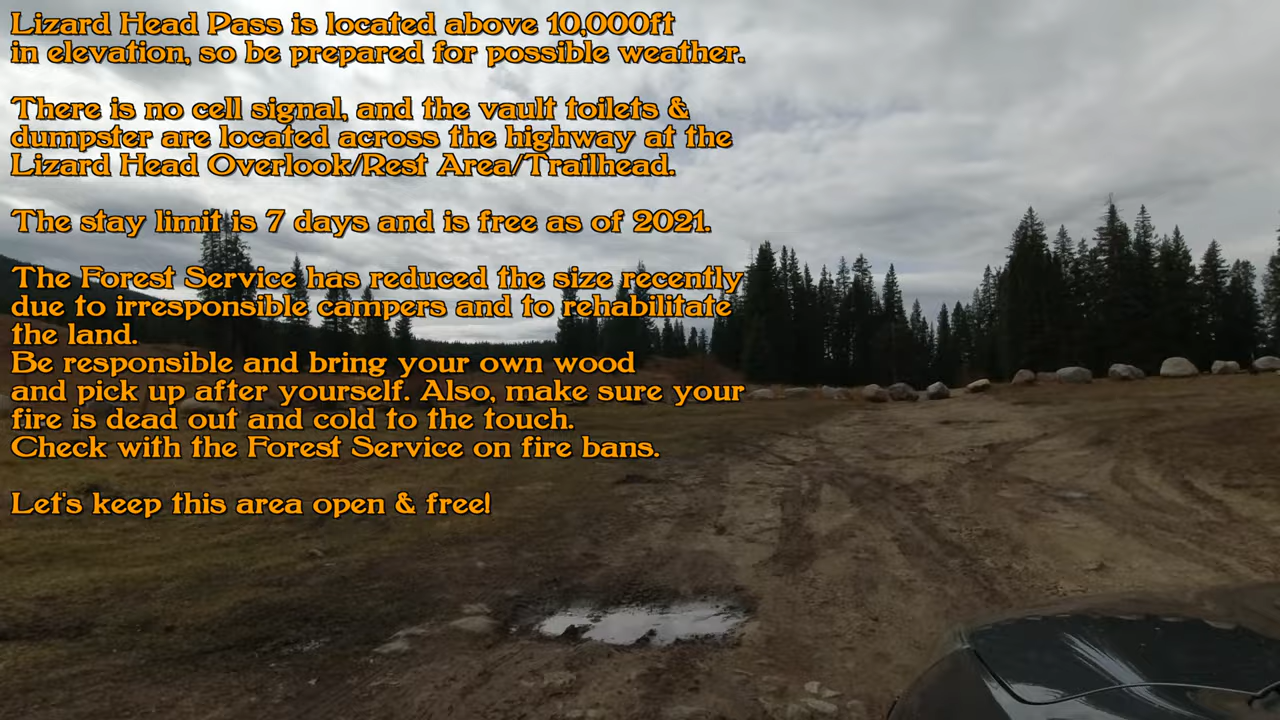 Lizard Head Pass is located above 10,000ft
in elevation, so be prepared for possible weather.
There is no cell signal, and the vault toilets &
dumpster are located across the highway at the
Lizard Head Overlook/Rest Area/Trailhead.
The stay limit is 7 days and is free as of 2021.
The Forest Service has reduced the size recently
due to irresponsible campers and to rehabilitate
the land.
Be responsible and bring your own wood
and pick up after yourself. Also, make sure your
fire is dead out and cold to the touch.
Check with the Forest Service on fire bans.
Let's keep this area open & free!